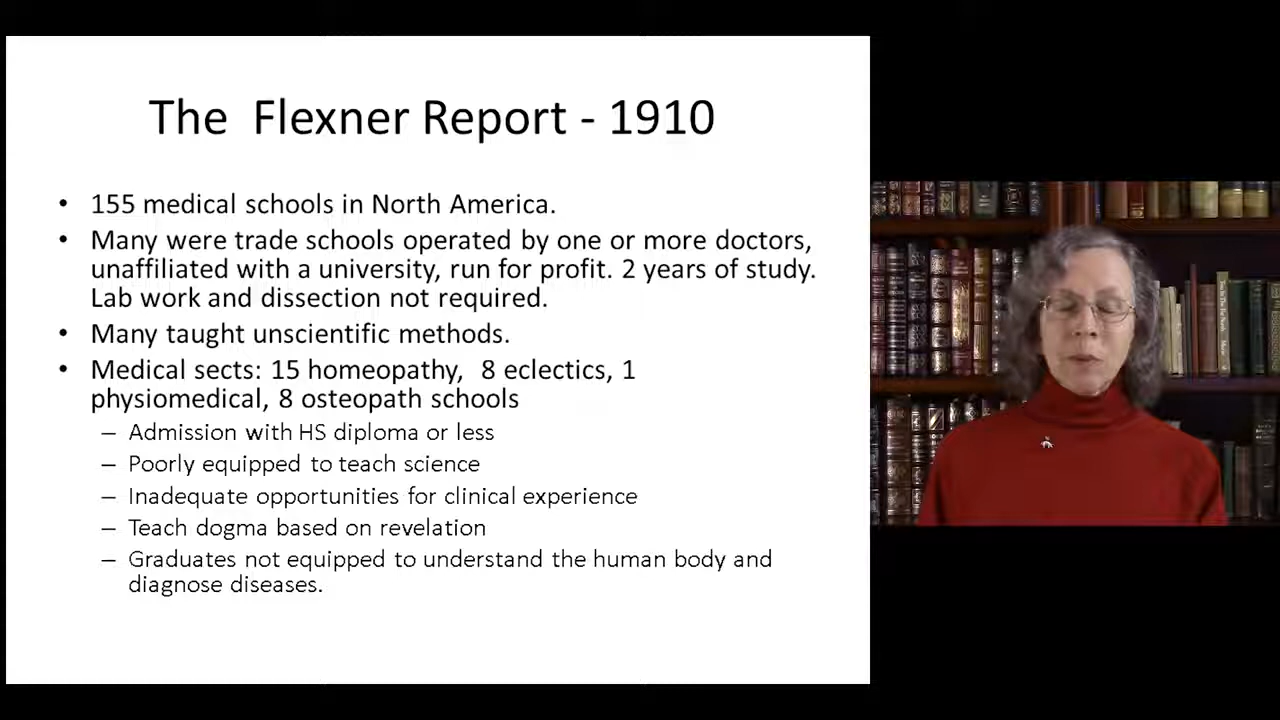 The  Flexner Report - 1910
• 155 medical schools in North America.
• Many were trade schools operated by one or more doctors,
unaffiliated with a university, run for profit. 2 years of study.
Lab work and dissection not required.
• Many taught unscientific methods.
• Medical sects: 15 homeopathy,  8 eclectics, 1
physiomedical, 8 osteopath schools
– Admission with HS diploma or less
– Poorly equipped to teach science
– Inadequate opportunities for clinical experience
– Teach dogma based on revelation
– Graduates not equipped to understand the human body and
diagnose diseases.